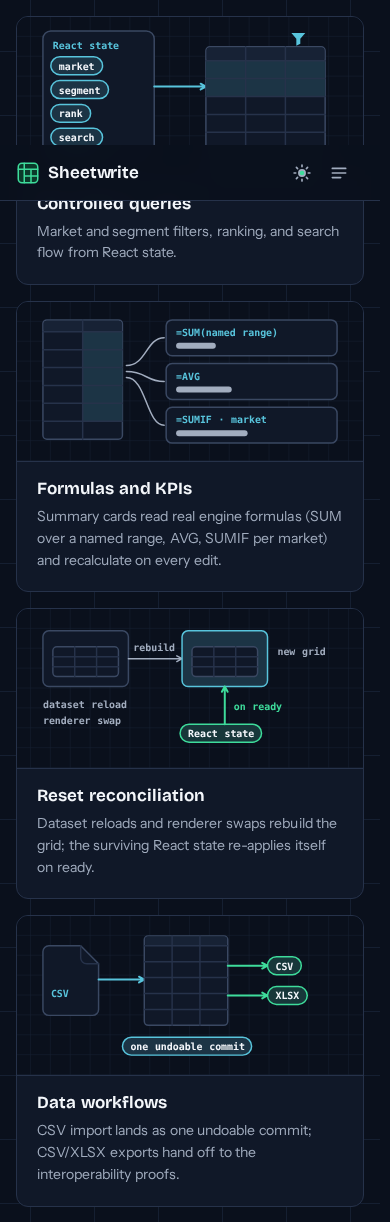 React state
market
segment
rank
search
Sheetwrite
Controlled queries
Market and segment filters, ranking, and search
flow from React state.
=SUM(named range)
=AVG
=SUMIF · market
Formulas and KPIs
Summary cards read real engine formulas (SUM
over a named range, AVG, SUMIF per market)
and recalculate on every edit.
rebuild
new grid
dataset reload
renderer swap
on ready
React state
Reset reconciliation
Dataset reloads and renderer swaps rebuild the
grid; the surviving React state re-applies itself
on ready.
CSV
CSV
XLSX
one undoable commit
Data workflows
CSV import lands as one undoable commit;
CSV/XLSX exports hand off to the
interoperability proofs.